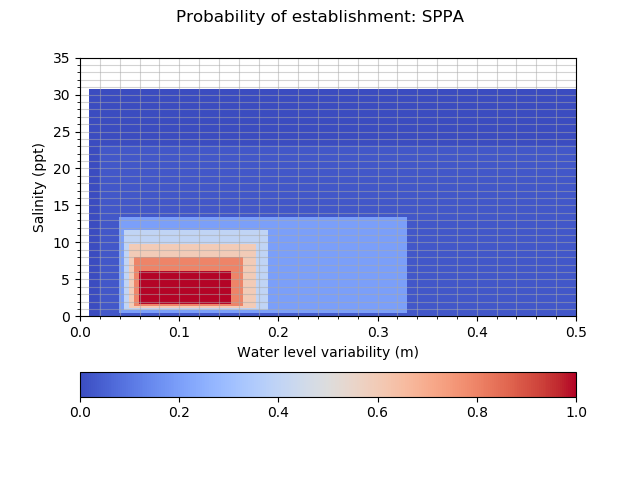 Probability of establishment: SPPA
35
30
25
20
15
10
5
0
Salinity (ppt)
0.0 0.1 0.2 0.3 0.4 0.5
Water level variability (m)
0.0 0.2 0.4 0.6 0.8 1.0